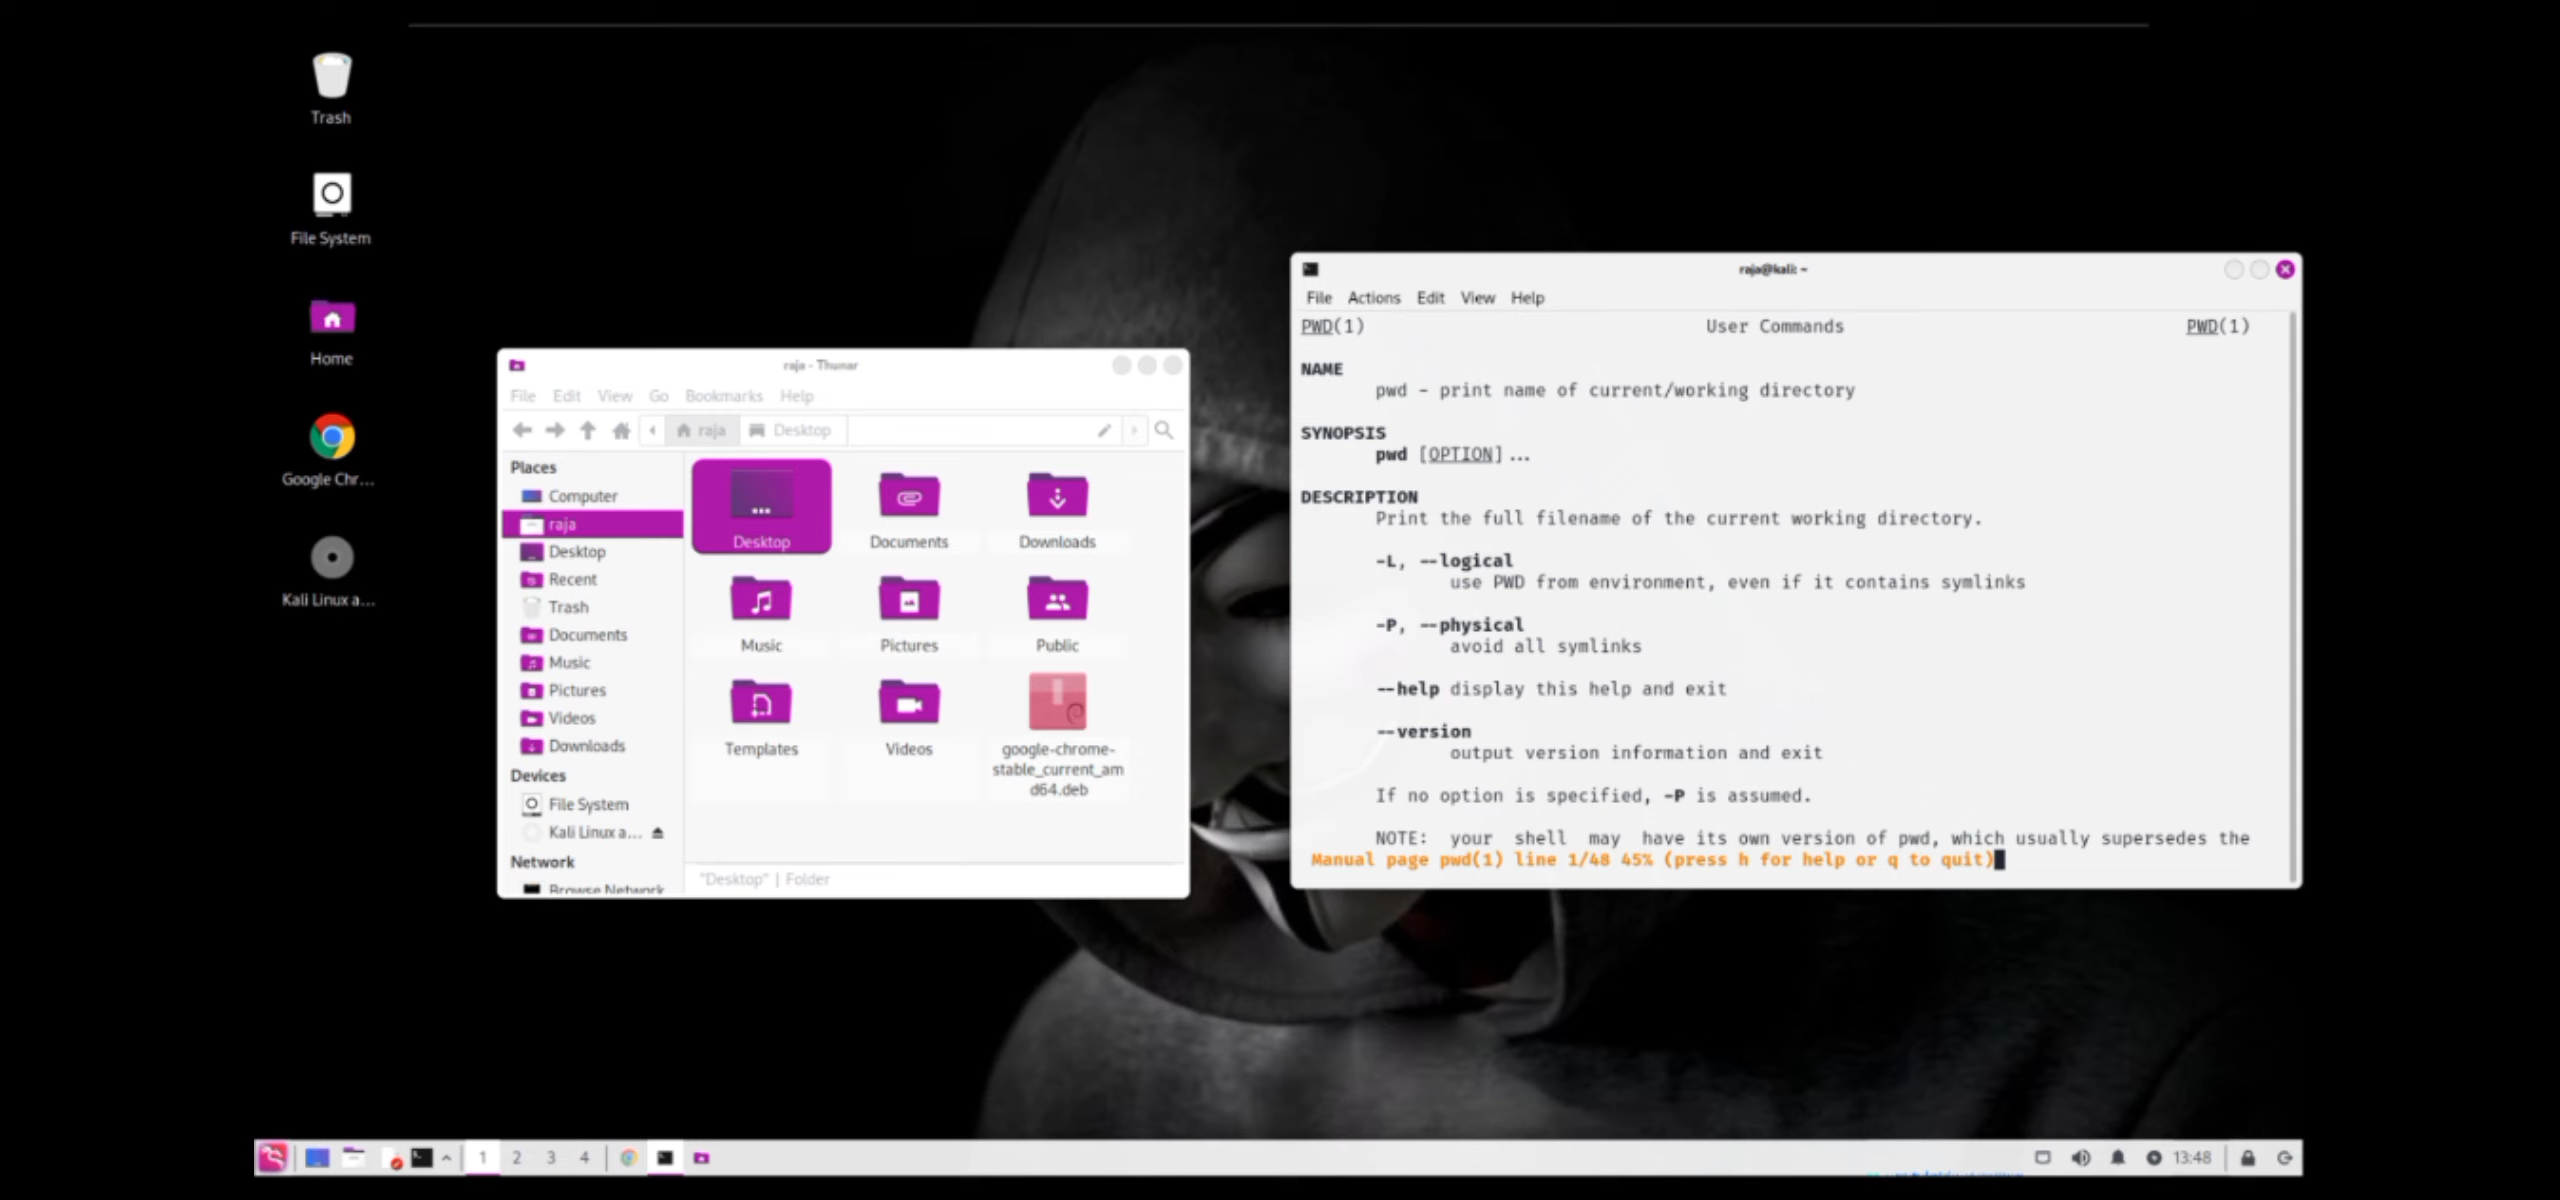 Trash
File System
Home
Google Chr...
Kali Linux a...
raja - Thunar
File Edit View Go Bookmarks Help
raja Desktop
Places
Computer
raja
Desktop
Recent
Trash
Documents
Music
Pictures
Videos
Downloads
Devices
File System
Kali Linux a...
Network
Browse Network
Desktop Documents Downloads
Music Pictures Public
Templates Videos google-chrome-
stable_current_am
d64.deb
"Desktop" | Folder
raja@kali: ~
File Actions Edit View Help
PWD(1) User Commands PWD(1)
NAME
pwd - print name of current/working directory
SYNOPSIS
pwd [OPTION]...
DESCRIPTION
Print the full filename of the current working directory.
-L, --logical
use PWD from environment, even if it contains symlinks
-P, --physical
avoid all symlinks
--help display this help and exit
--version
output version information and exit
If no option is specified, -P is assumed.
NOTE: your shell may have its own version of pwd, which usually supersedes the
Manual page pwd(1) line 1/48 45% (press h for help or q to quit)
1 2 3 4
13:48